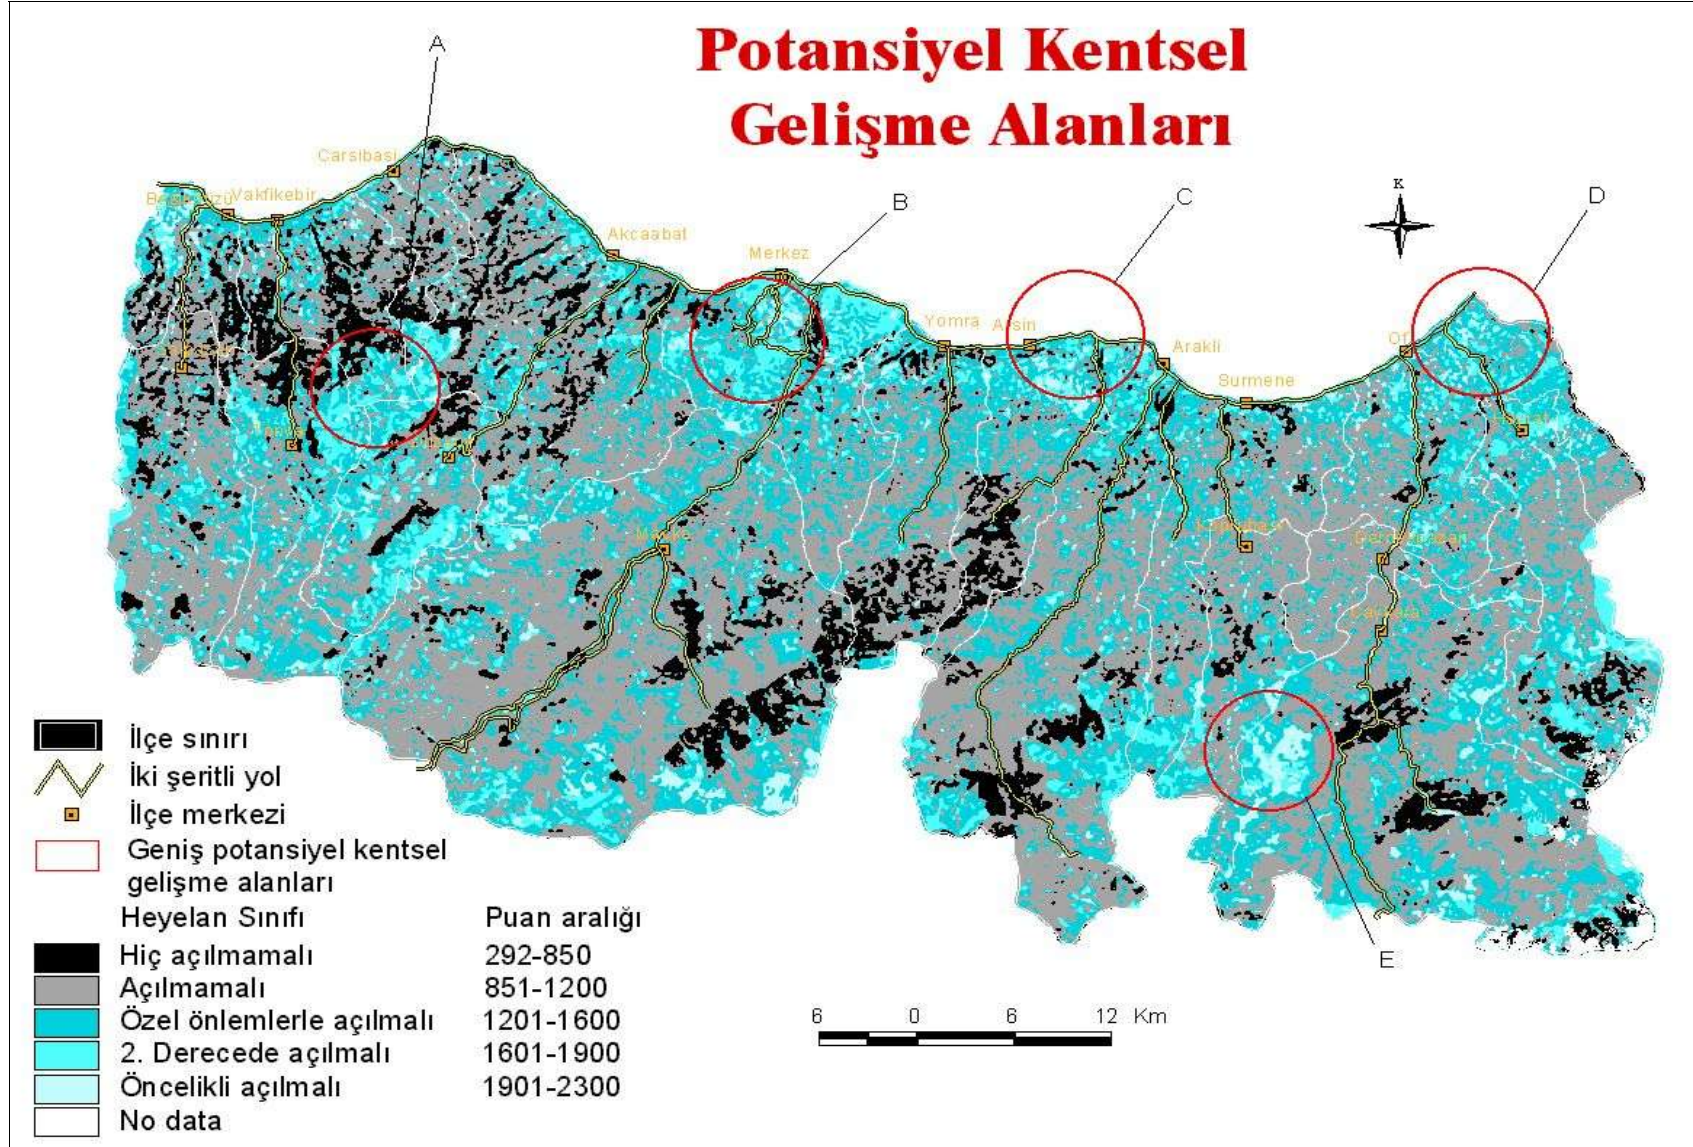 Potansiyel Kentsel
Gelişme Alanları
A
B
C
D
K
Carsibasi
Vakfikebir
Akcaabat
Merkez
Yomra
Arsin
Arakli
Of
Surmene
E
İlçe sınırı
İki şeritli yol
İlçe merkezi
Geniş potansiyel kentsel
gelişme alanları
Heyelan Sınıfı Puan aralığı
Hiç açılmamalı 292-850
Açılmamalı 851-1200
Özel önlemlerle açılmalı 1201-1600
2. Derecede açılmalı 1601-1900
Öncelikli açılmalı 1901-2300
No data
6 0 6 12 Km